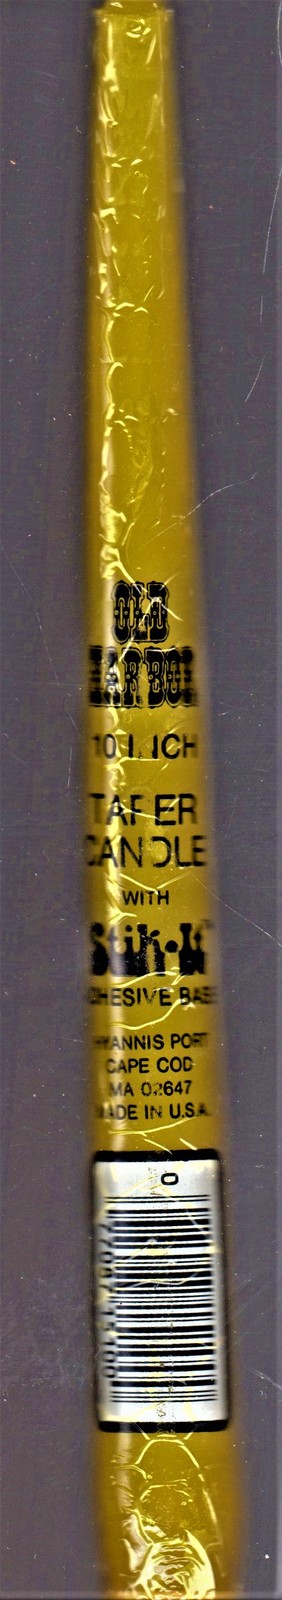 OLD
HARBOR
10 INCH
TAPER
CANDLE
WITH
Stik-It
ADHESIVE BASE
HYANNIS PORT
CAPE COD
MA 02647
MADE IN U.S.A.
0